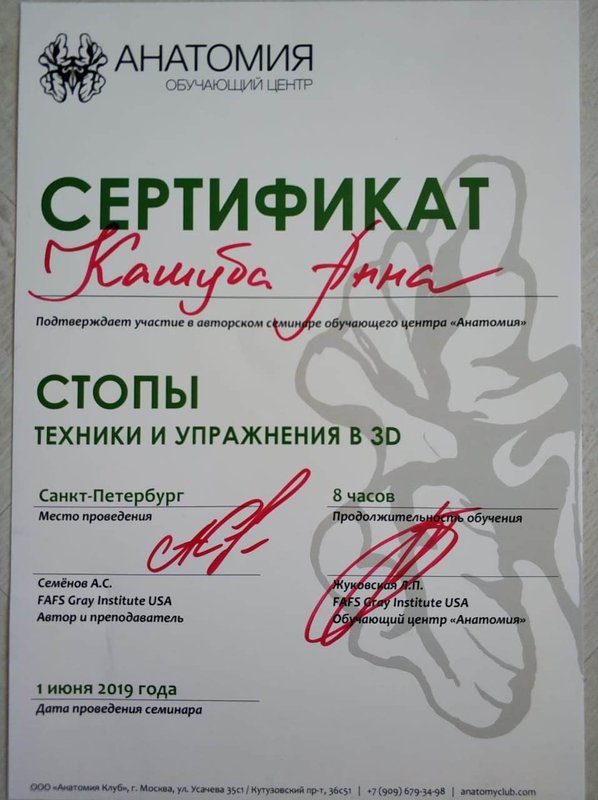 АНАТОМИЯ
ОБУЧАЮЩИЙ ЦЕНТР
СЕРТИФИКАТ
Кашуба Анна
Подтверждает участие в авторском семинаре обучающего центра «Анатомия»
СТОПЫ
ТЕХНИКИ И УПРАЖНЕНИЯ В 3D
Санкт-Петербург
Место проведения
8 часов
Продолжительность обучения
Семёнов А.С.
FAFS Gray Institute USA
Автор и преподаватель
Жуковская Л.П.
FAFS Gray Institute USA
Обучающий центр «Анатомия»
1 июня 2019 года
Дата проведения семинара
ООО «Анатомия Клуб», г. Москва, ул. Усачева 35с1 / Кутузовский пр-т, 36с51 | +7 (909) 679-34-98 | anatomyclub.com